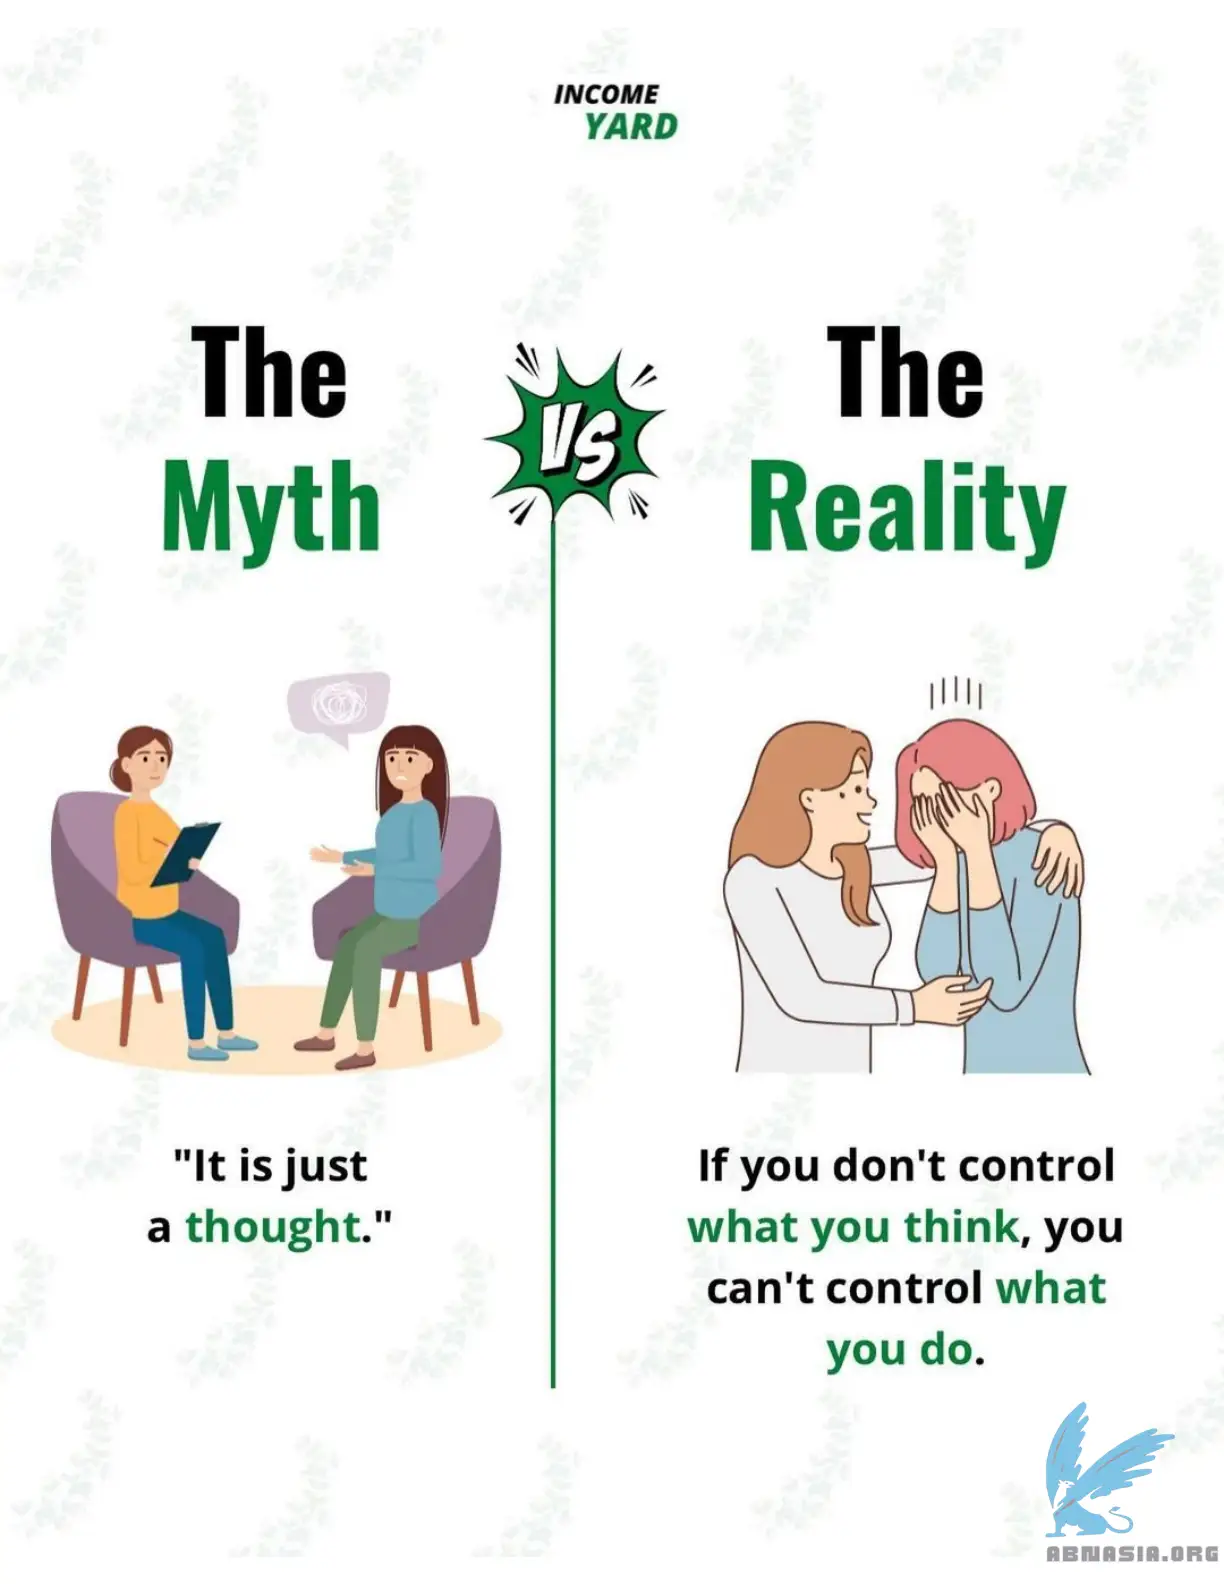 INCOME
YARD
The
Myth
VS
The
Reality
"It is just
a thought."
If you don't control
what you think, you
can't control what
you do.
ABNASIA.ORG